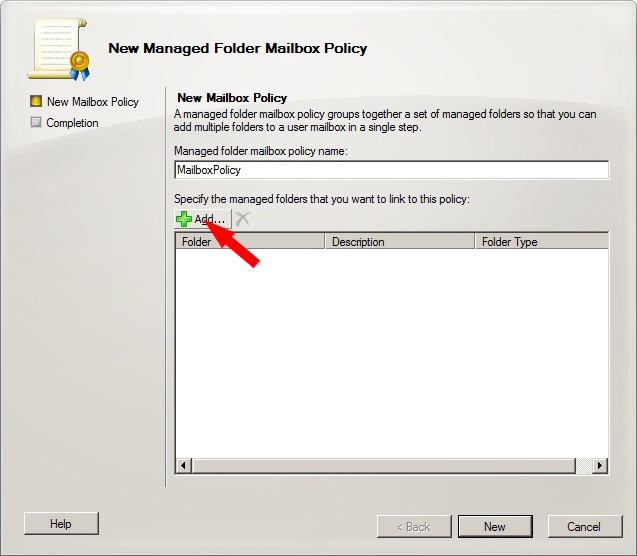 New Managed Folder Mailbox Policy
New Mailbox Policy
Completion
New Mailbox Policy
A managed folder mailbox policy groups together a set of managed folders so that you can
add multiple folders to a user mailbox in a single step.
Managed folder mailbox policy name:
MailboxPolicy
Specify the managed folders that you want to link to this policy:
Add...
Folder Description Folder Type
Help < Back New Cancel